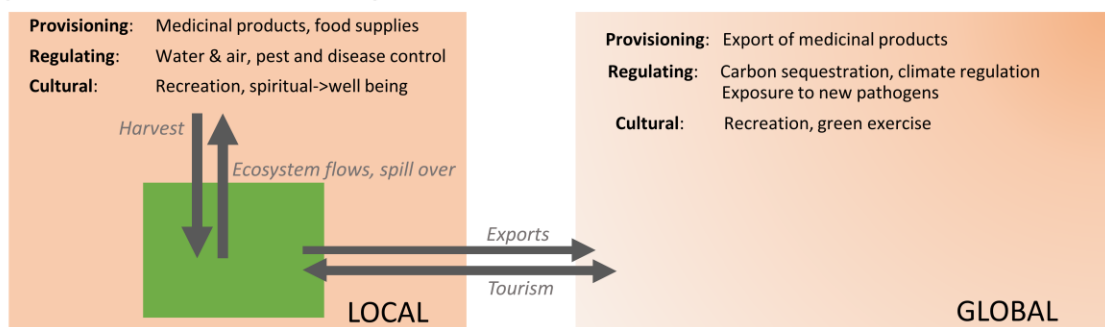 Provisioning: Medicinal products, food supplies
Regulating: Water & air, pest and disease control
Cultural: Recreation, spiritual->well being
Harvest
Ecosystem flows, spill over
LOCAL
Exports
Tourism
Provisioning: Export of medicinal products
Regulating: Carbon sequestration, climate regulation
Exposure to new pathogens
Cultural: Recreation, green exercise
GLOBAL